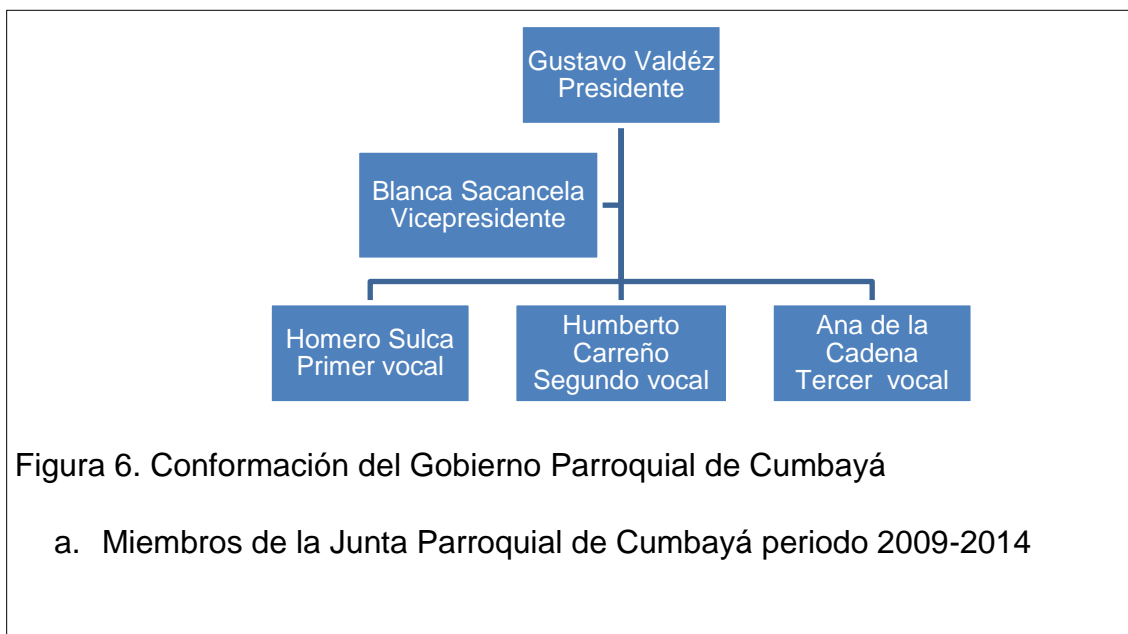 Gustavo Valdéz
Presidente
Blanca Sacancela
Vicepresidente
Homero Sulca
Primer vocal
Humberto
Carreño
Segundo vocal
Ana de la
Cadena
Tercer vocal
Figura 6. Conformación del Gobierno Parroquial de Cumbayá
a. Miembros de la Junta Parroquial de Cumbayá periodo 2009-2014